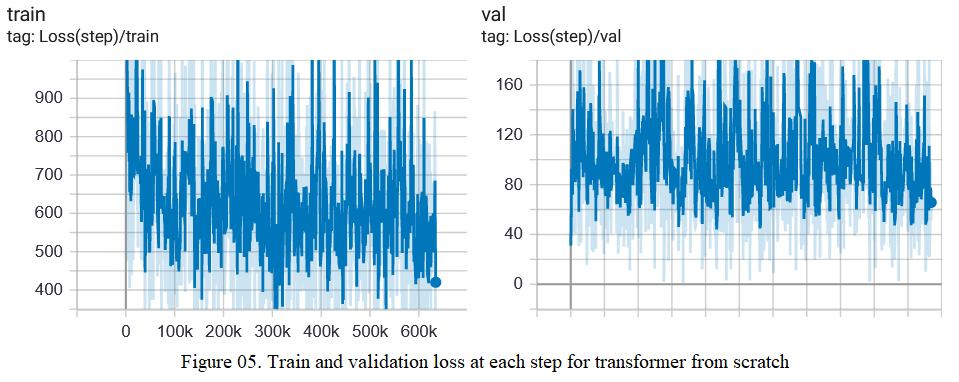 train
tag: Loss(step)/train
900
800
700
600
500
400
0 100k 200k 300k 400k 500k 600k
val
tag: Loss(step)/val
160
120
80
40
0
Figure 05. Train and validation loss at each step for transformer from scratch